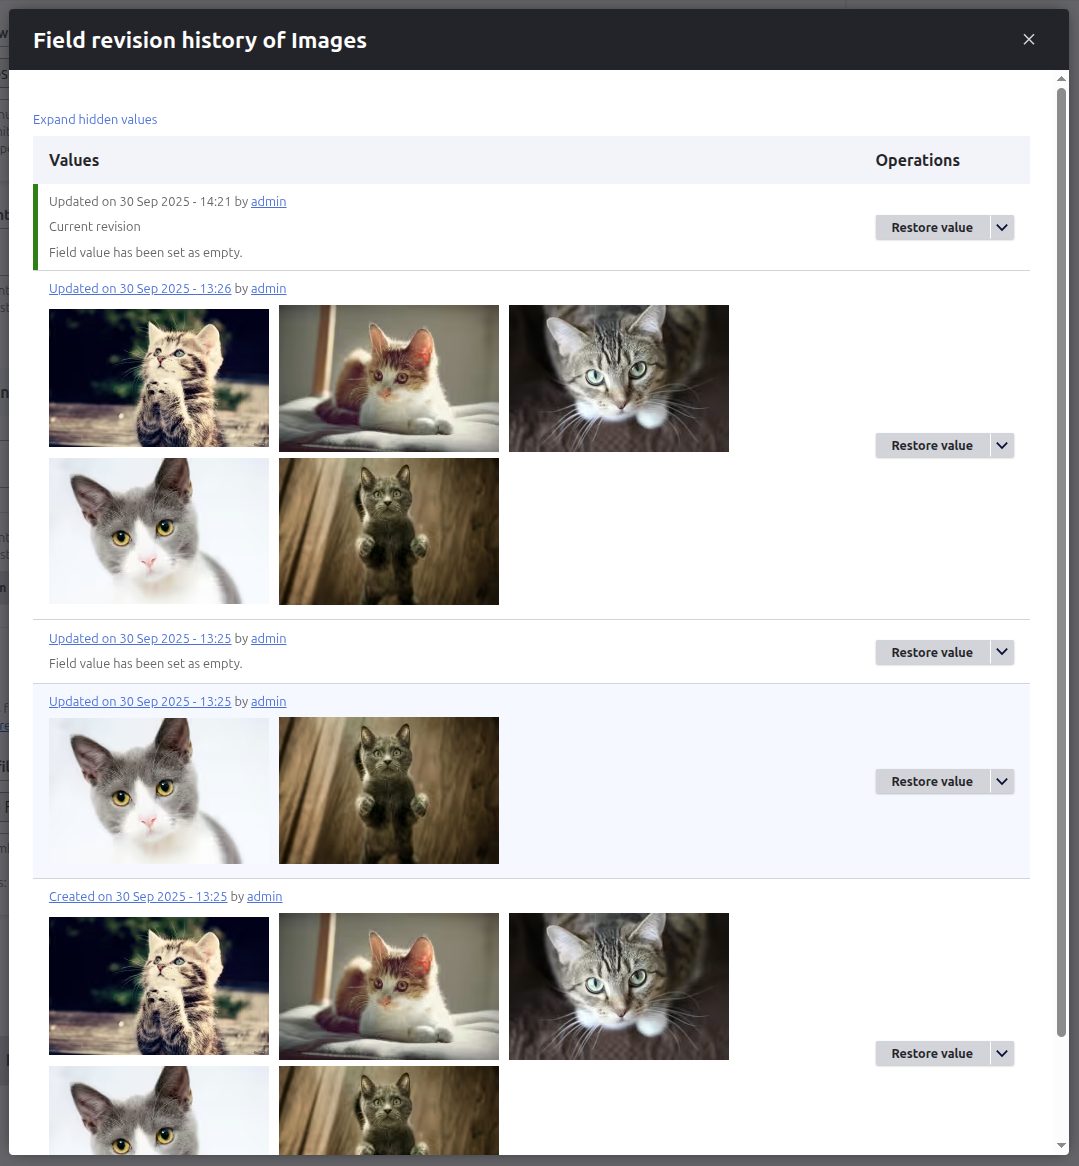 Field revision history of Images
Expand hidden values
Values Operations
Updated on 30 Sep 2025 - 14:21 by admin
Current revision
Restore value
Field value has been set as empty.
Updated on 30 Sep 2025 - 13:26 by admin
Restore value
Updated on 30 Sep 2025 - 13:25 by admin
Restore value
Field value has been set as empty.
Updated on 30 Sep 2025 - 13:25 by admin
Restore value
Created on 30 Sep 2025 - 13:25 by admin
Restore value